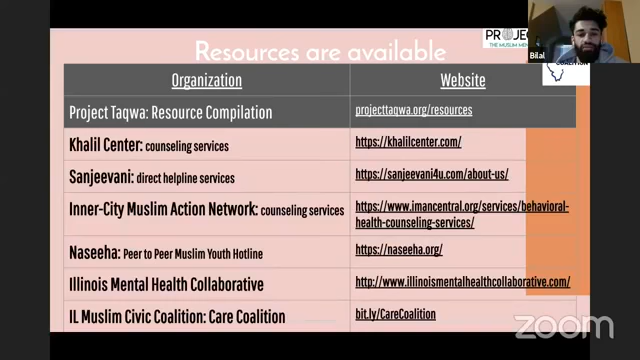 PROJEC
THE MUSLIM MEN
Bilal
COALITION
Resources are available
Organization Website
Project Taqwa: Resource Compilation projecttaqwa.org/resources
Khalil Center: counseling services https://khalilcenter.com/
Sanjeevani: direct helpline services https://sanjeevani4u.com/about-us/
Inner-City Muslim Action Network: counseling services https://www.imancentral.org/services/behavioral-
health-counseling-services/
Naseeha: Peer to Peer Muslim Youth Hotline https://naseeha.org/
Illinois Mental Health Collaborative http://www.illinoismentalhealthcollaborative.com/
IL Muslim Civic Coalition: Care Coalition bit.ly/CareCoalition
zoom